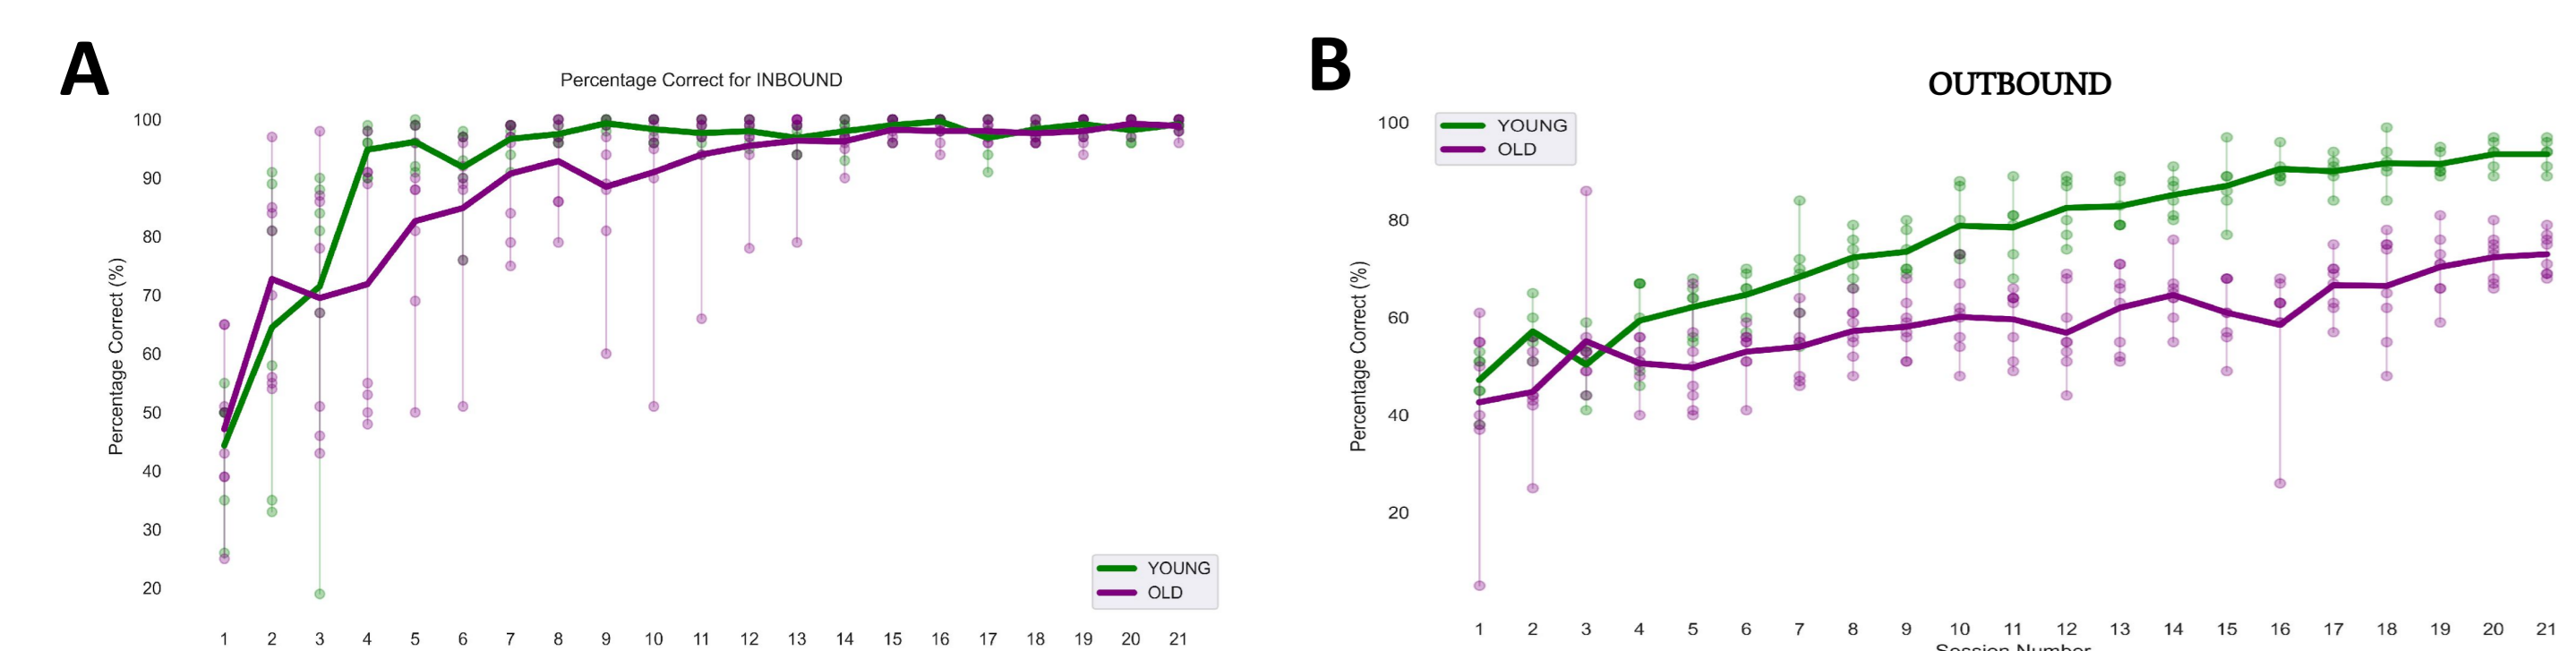 A
Percentage Correct for INBOUND
Percentage Correct (%)
100
90
80
70
60
50
40
30
20
YOUNG
OLD
1 2 3 4 5 6 7 8 9 10 11 12 13 14 15 16 17 18 19 20 21
B
OUTBOUND
YOUNG
OLD
Percentage Correct (%)
100
80
60
40
20
1 2 3 4 5 6 7 8 9 10 11 12 13 14 15 16 17 18 19 20 21
Session Number